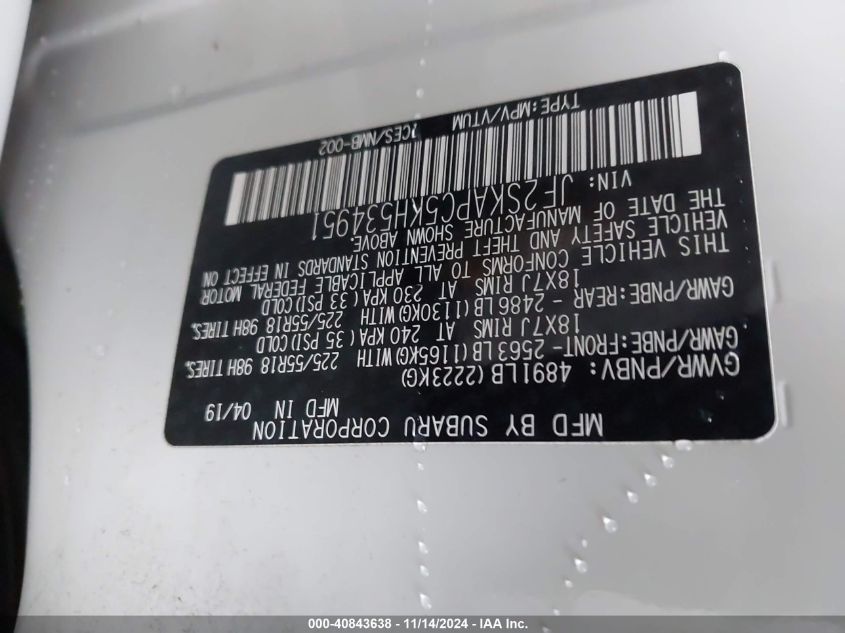 MFD BY SUBARU CORPORATION
MFD IN 04/19
GVWR/PNBV: 4891LB(2223KG)
GAWR/PNBE:FRONT- 2563LB(1165KG)WITH 225/55R18 98H TIRES.
18X7J RIMS AT 240 KPA( 35 PSI)COLD
GAWR/PNBE:REAR - 2486LB(1130KG)WITH 225/55R18 98H TIRES.
18X7J RIMS AT 230 KPA( 33 PSI)COLD
THIS VEHICLE CONFORMS TO ALL APPLICABLE FEDERAL MOTOR
VEHICLE SAFETY AND THEFT PREVENTION STANDARDS IN EFFECT ON
THE DATE OF MANUFACTURE SHOWN ABOVE.
VIN: JF2SKAPC5KH534951
TYPE:MPV/VTUM ?CES/NMB-002
000-40843638 - 11/14/2024 - IAA Inc.